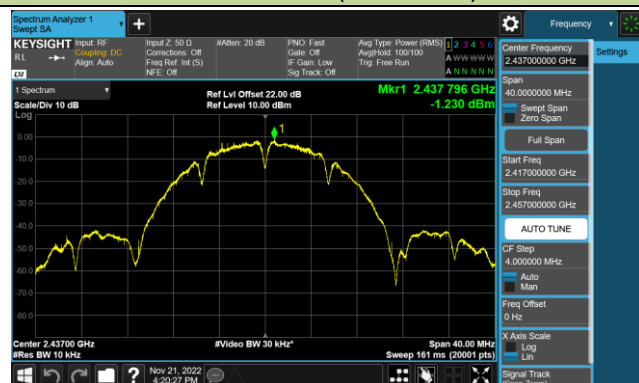 Spectrum Analyzer 1
Swept SA
+
Frequency
KEYSIGHT
R L
LXI
Input: RF
Coupling: DC
Align: Auto
Input Z: 50 Ω
Corrections: Off
Freq Ref: Int (S)
NFE: Off
#Atten: 20 dB
PNO: Fast
Gate: Off
IF Gain: Low
Sig Track: Off
Avg Type: Power (RMS)
Avg|Hold: 100/100
Trig: Free Run
1 2 3 4 5 6
A W W W W W
A N N N N N
Center Frequency
2.437000000 GHz
Settings
Span
40.0000000 MHz
Swept Span
Zero Span
Full Span
Start Freq
2.417000000 GHz
Stop Freq
2.457000000 GHz
AUTO TUNE
CF Step
4.000000 MHz
Auto
Man
Freq Offset
0 Hz
X Axis Scale
Log
Lin
Signal Track
1 Spectrum
Scale/Div 10 dB
Log
Ref Lvl Offset 22.00 dB
Ref Level 10.00 dBm
Mkr1 2.437 796 GHz
-1.230 dBm
1
0.00
-10.0
-20.0
-30.0
-40.0
-50.0
-60.0
-70.0
-80.0
Center 2.43700 GHz
#Res BW 10 kHz
#Video BW 30 kHz*
Span 40.00 MHz
Sweep 161 ms (20001 pts)
?
Nov 21, 2022
4:20:27 PM